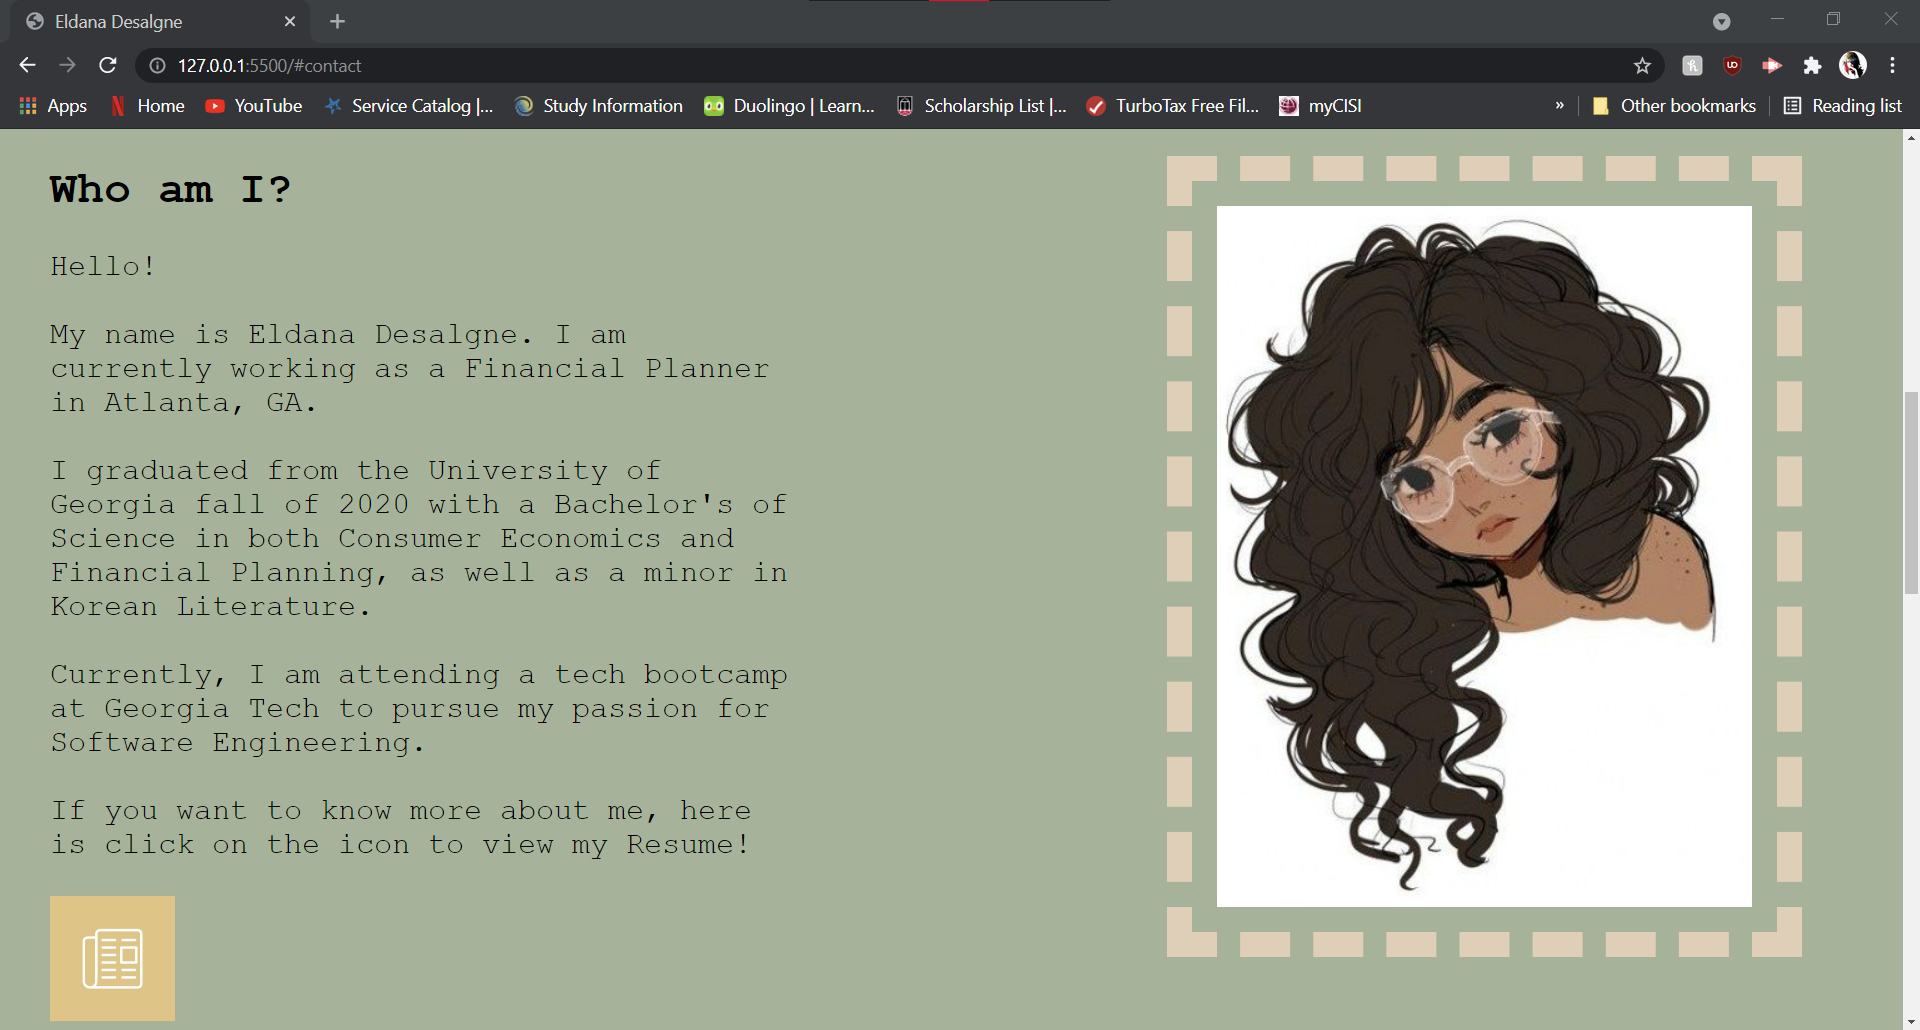 Eldana Desalgne
127.0.0.1:5500/#contact
Apps Home YouTube Service Catalog |... Study Information Duolingo | Learn... Scholarship List |... TurboTax Free Fil... myCISI » Other bookmarks Reading list
Who am I?
Hello!
My name is Eldana Desalgne. I am
currently working as a Financial Planner
in Atlanta, GA.
I graduated from the University of
Georgia fall of 2020 with a Bachelor's of
Science in both Consumer Economics and
Financial Planning, as well as a minor in
Korean Literature.
Currently, I am attending a tech bootcamp
at Georgia Tech to pursue my passion for
Software Engineering.
If you want to know more about me, here
is click on the icon to view my Resume!